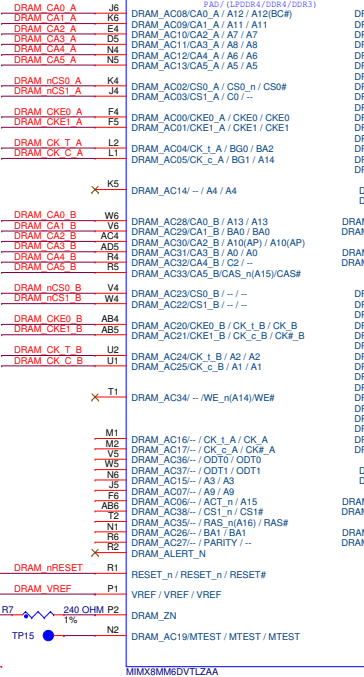 PAD/(LPDDR4/DDR4/DDR3)
DRAM_CA0_A J6 DRAM_AC08/CA0_A / A12 / A12(BC#)
DRAM_CA1_A K6 DRAM_AC09/CA1_A / A11 / A11
DRAM_CA2_A E4 DRAM_AC10/CA2_A / A7 / A7
DRAM_CA3_A D5 DRAM_AC11/CA3_A / A8 / A8
DRAM_CA4_A N4 DRAM_AC12/CA4_A / A6 / A6
DRAM_CA5_A N5 DRAM_AC13/CA5_A / A5 / A5
DRAM_nCS0_A K4 DRAM_AC02/CS0_A / CS0_n / CS0#
DRAM_nCS1_A J4 DRAM_AC03/CS1_A / C0 / --
DRAM_CKE0_A F4 DRAM_AC00/CKE0_A / CKE0 / CKE0
DRAM_CKE1_A F5 DRAM_AC01/CKE1_A / CKE1 / CKE1
DRAM_CK_T_A L2 DRAM_AC04/CK_t_A / BG0 / BA2
DRAM_CK_C_A L1 DRAM_AC05/CK_c_A / BG1 / A14
K5 DRAM_AC14/ -- / A4 / A4
DRAM_CA0_B W6 DRAM_AC28/CA0_B / A13 / A13
DRAM_CA1_B V6 DRAM_AC29/CA1_B / BA0 / BA0
DRAM_CA2_B AC4 DRAM_AC30/CA2_B / A10(AP) / A10(AP)
DRAM_CA3_B AD5 DRAM_AC31/CA3_B / A0 / A0
DRAM_CA4_B R4 DRAM_AC32/CA4_B / C2 / --
DRAM_CA5_B R5 DRAM_AC33/CA5_B/CAS_n(A15)/CAS#
DRAM_nCS0_B V4 DRAM_AC23/CS0_B / -- / --
DRAM_nCS1_B W4 DRAM_AC22/CS1_B / -- / --
DRAM_CKE0_B AB4 DRAM_AC20/CKE0_B / CK_t_B / CK_B
DRAM_CKE1_B AB5 DRAM_AC21/CKE1_B / CK_c_B / CK#_B
DRAM_CK_T_B U2 DRAM_AC24/CK_t_B / A2 / A2
DRAM_CK_C_B U1 DRAM_AC25/CK_c_B / A1 / A1
T1 DRAM_AC34/ -- /WE_n(A14)/WE#
M1 DRAM_AC16/-- / CK_t_A / CK_A
M2 DRAM_AC17/-- / CK_c_A / CK#_A
V5 DRAM_AC36/-- / ODT0 / ODT0
W5 DRAM_AC37/-- / ODT1 / ODT1
N6 DRAM_AC15/-- / A3 / A3
J5 DRAM_AC07/-- / A9 / A9
F6 DRAM_AC06/-- / ACT_n / A15
AB6 DRAM_AC38/-- / CS1_n / CS1#
T2 DRAM_AC35/-- / RAS_n(A16) / RAS#
N1 DRAM_AC26/-- / BA1 / BA1
R6 DRAM_AC27/-- / PARITY / --
R2 DRAM_ALERT_N
DRAM_nRESET R1 RESET_n / RESET_n / RESET#
DRAM_VREF P1 VREF / VREF / VREF
R7 240 OHM P2 DRAM_ZN
1%
TP15 N2 DRAM_AC19/MTEST / MTEST / MTEST
MIMX8MM6DVTLZAA